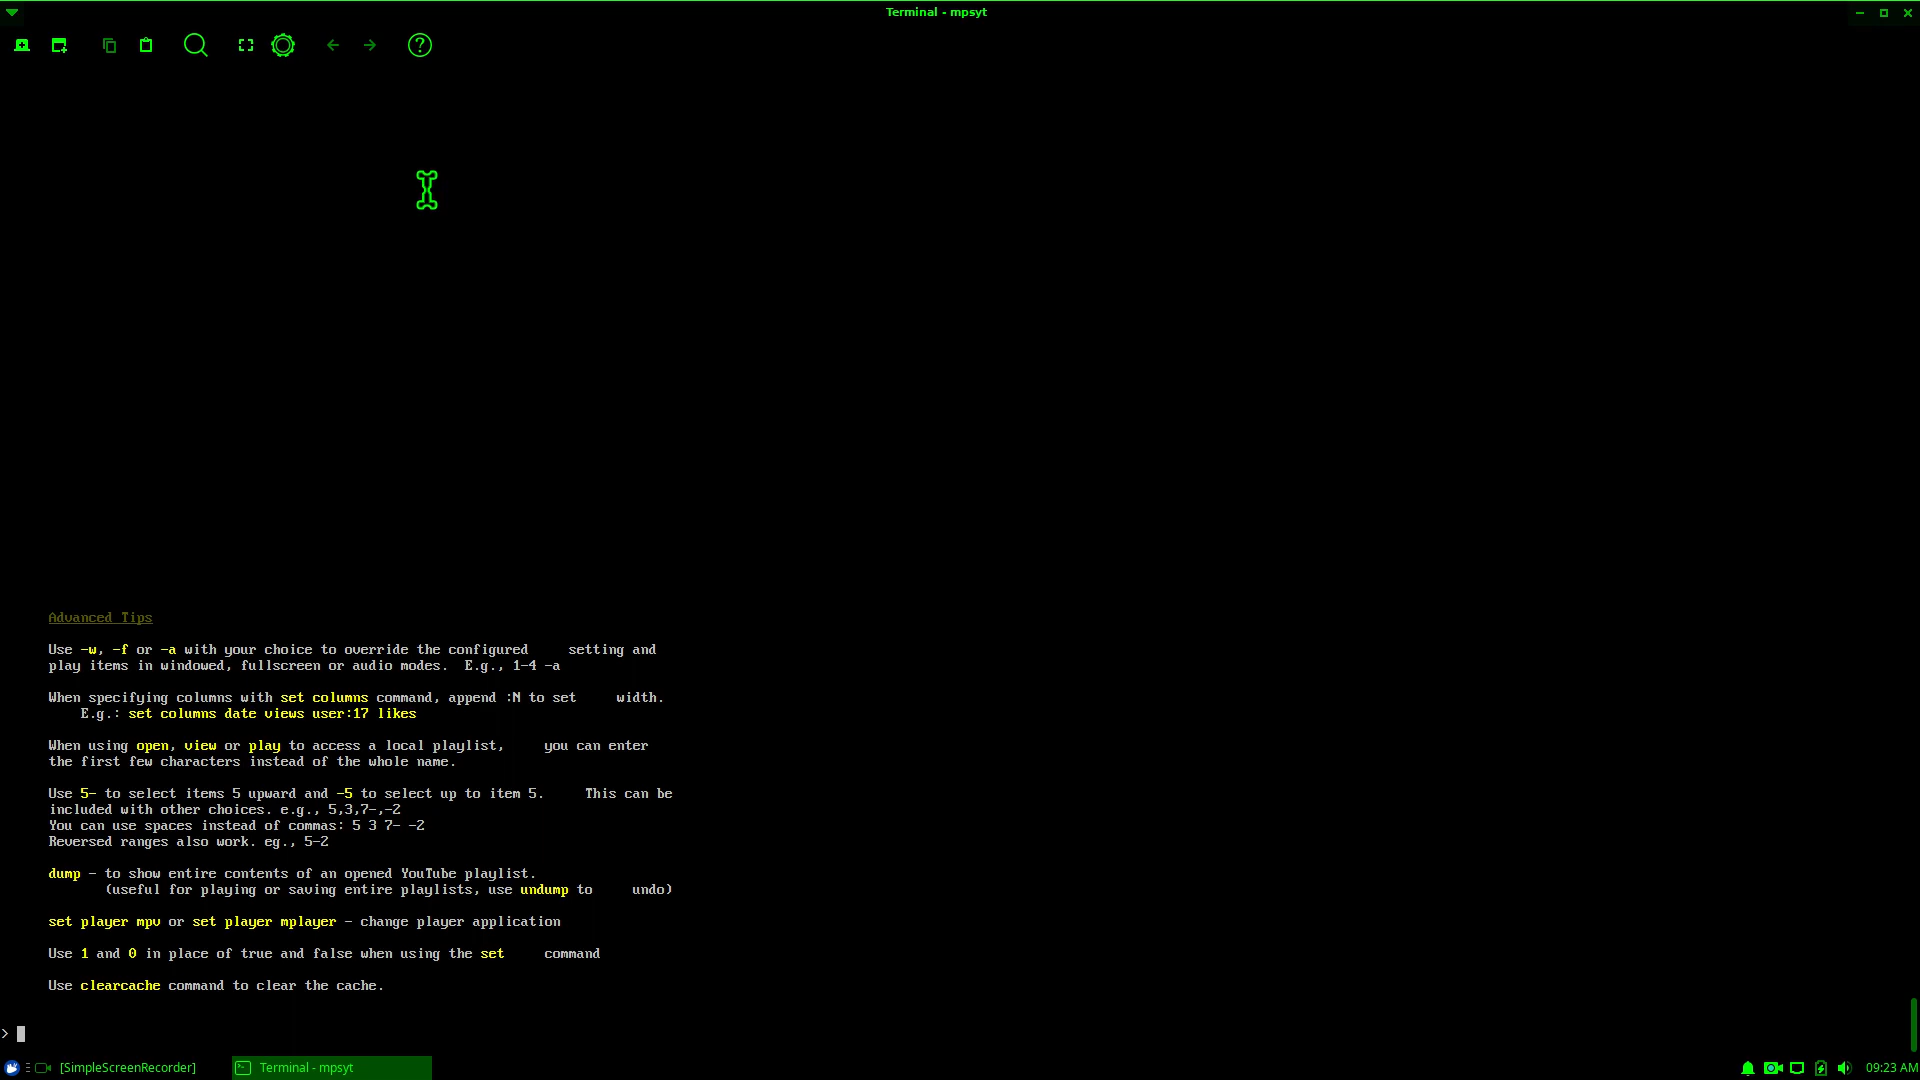 Terminal - mpsyt
Advanced Tips
Use -w, -f or -a with your choice to override the configured     setting and
play items in windowed, fullscreen or audio modes.  E.g., 1-4 -a
When specifying columns with set columns command, append :N to set     width.
E.g.: set columns date views user:17 likes
When using open, view or play to access a local playlist,     you can enter
the first few characters instead of the whole name.
Use 5- to select items 5 upward and -5 to select up to item 5.     This can be
included with other choices. e.g., 5,3,7-,-2
You can use spaces instead of commas: 5 3 7- -2
Reversed ranges also work. eg., 5-2
dump - to show entire contents of an opened YouTube playlist.
(useful for playing or saving entire playlists, use undump to     undo)
set player mpv or set player mplayer - change player application
Use 1 and 0 in place of true and false when using the set     command
Use clearcache command to clear the cache.
>
[SimpleScreenRecorder]
Terminal - mpsyt
09:23 AM